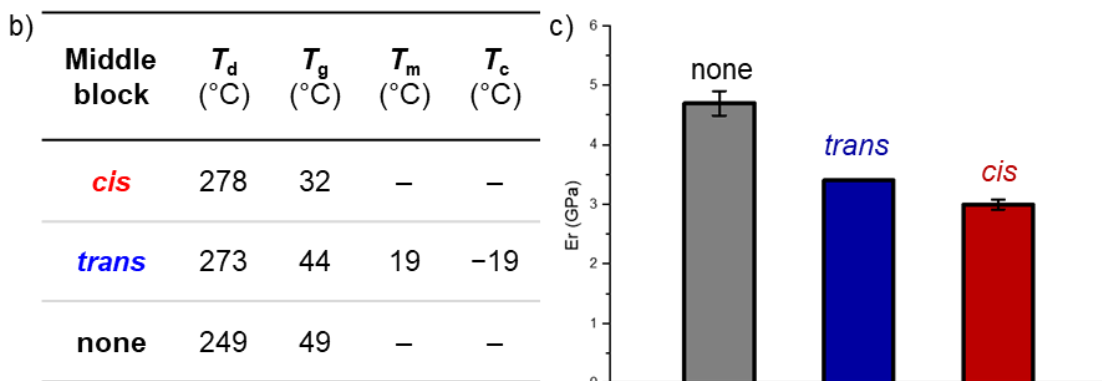 b)
Middle block Td (°C) Tg (°C) Tm (°C) Tc (°C)
cis 278 32 – –
trans 273 44 19 −19
none 249 49 – –
c)
6
5
4
3
2
1
0
Er (GPa)
none
trans
cis